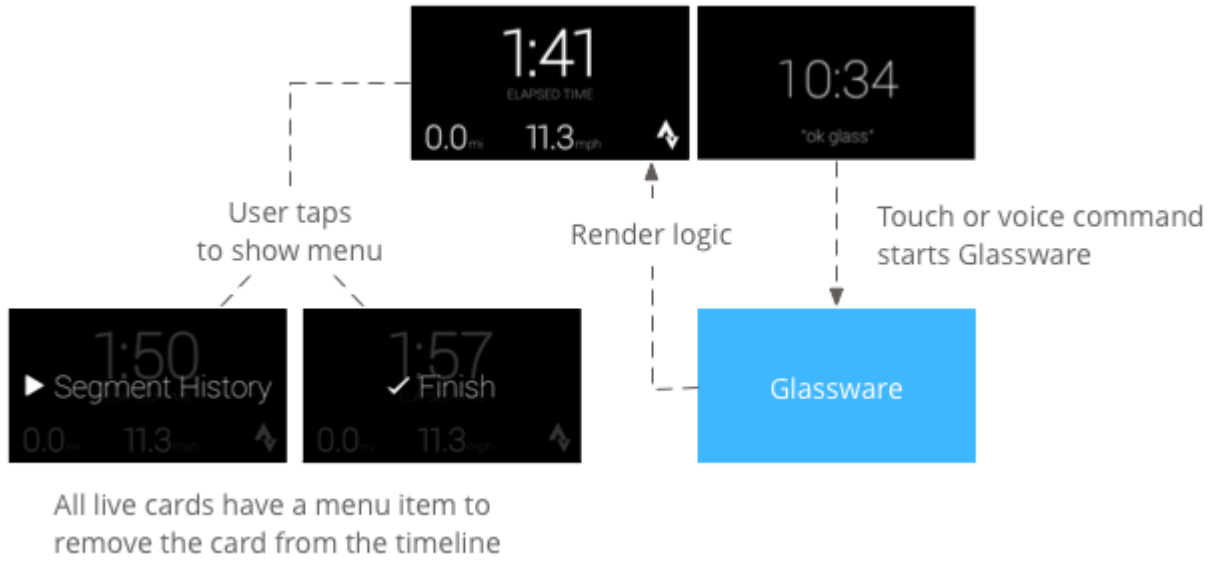 1:41
ELAPSED TIME
0.0mi 11.3mph
10:34
"ok glass"
User taps
to show menu
Render logic
Touch or voice command
starts Glassware
1:50
Segment History
0.0 11.3mph
1:57
Finish
0.0 11.3mph
Glassware
All live cards have a menu item to
remove the card from the timeline